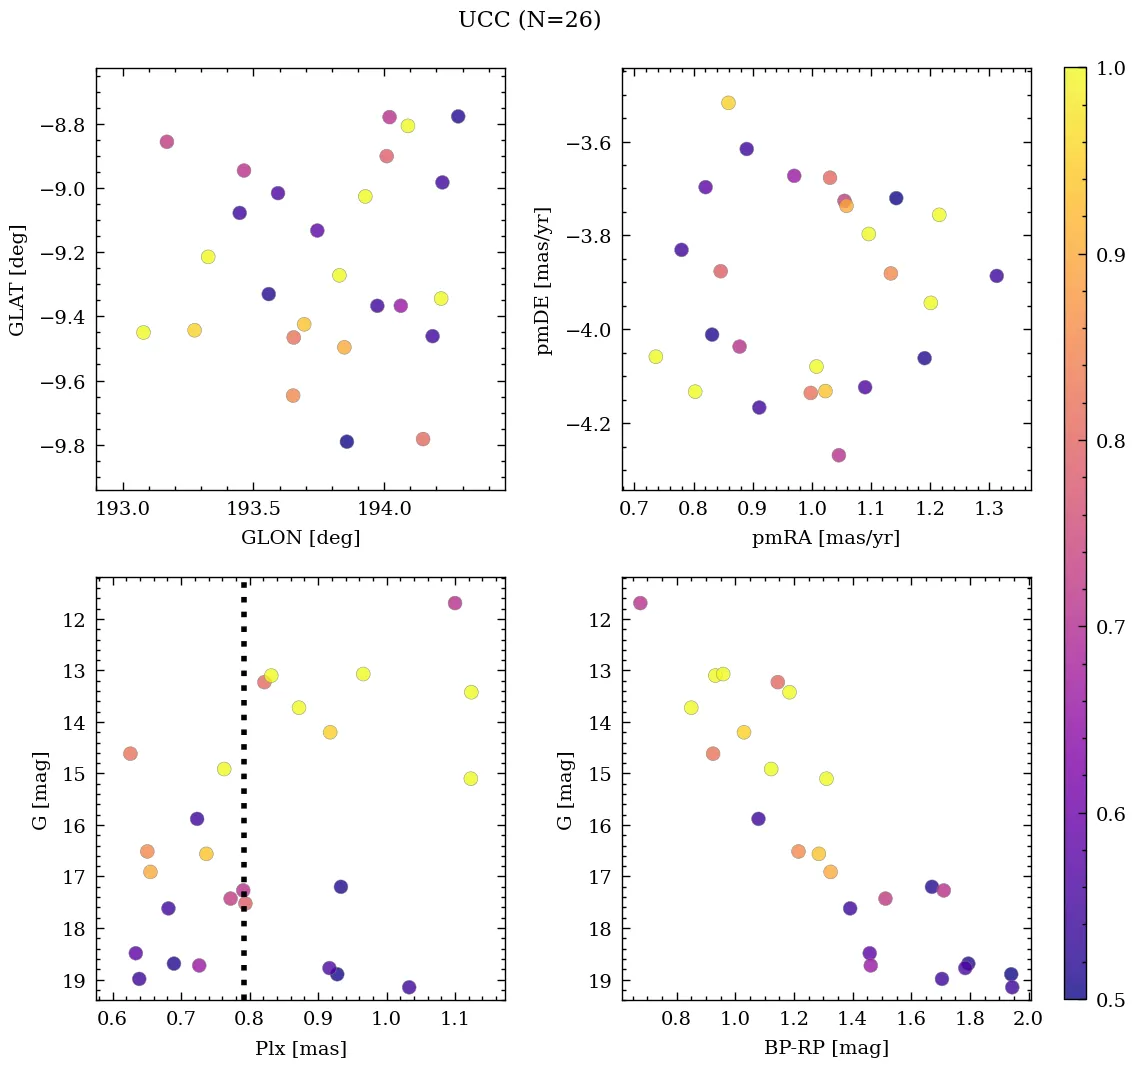 UCC (N=26)
−8.8
−9.0
−9.2
−9.4
−9.6
−9.8
GLAT [deg]
193.0 193.5 194.0
GLON [deg]
−3.6
−3.8
−4.0
−4.2
pmDE [mas/yr]
0.7 0.8 0.9 1.0 1.1 1.2 1.3
pmRA [mas/yr]
12
13
14
15
16
17
18
19
G [mag]
0.6 0.7 0.8 0.9 1.0 1.1
Plx [mas]
12
13
14
15
16
17
18
19
G [mag]
0.8 1.0 1.2 1.4 1.6 1.8 2.0
BP-RP [mag]
1.0
0.9
0.8
0.7
0.6
0.5